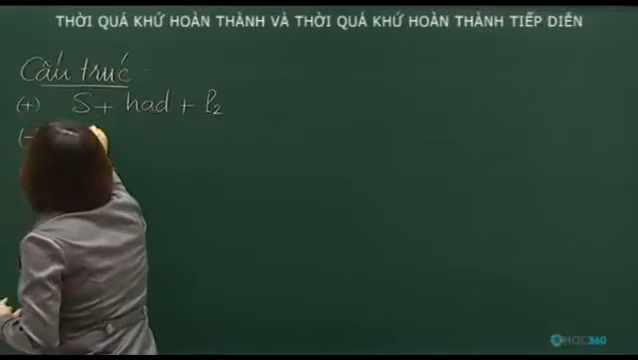 THỜI QUÁ KHỨ HOÀN THÀNH VÀ THỜI QUÁ KHỨ HOÀN THÀNH TIẾP DIỄN
Cấu trúc
(+) S + had + P2
(-
HOC360